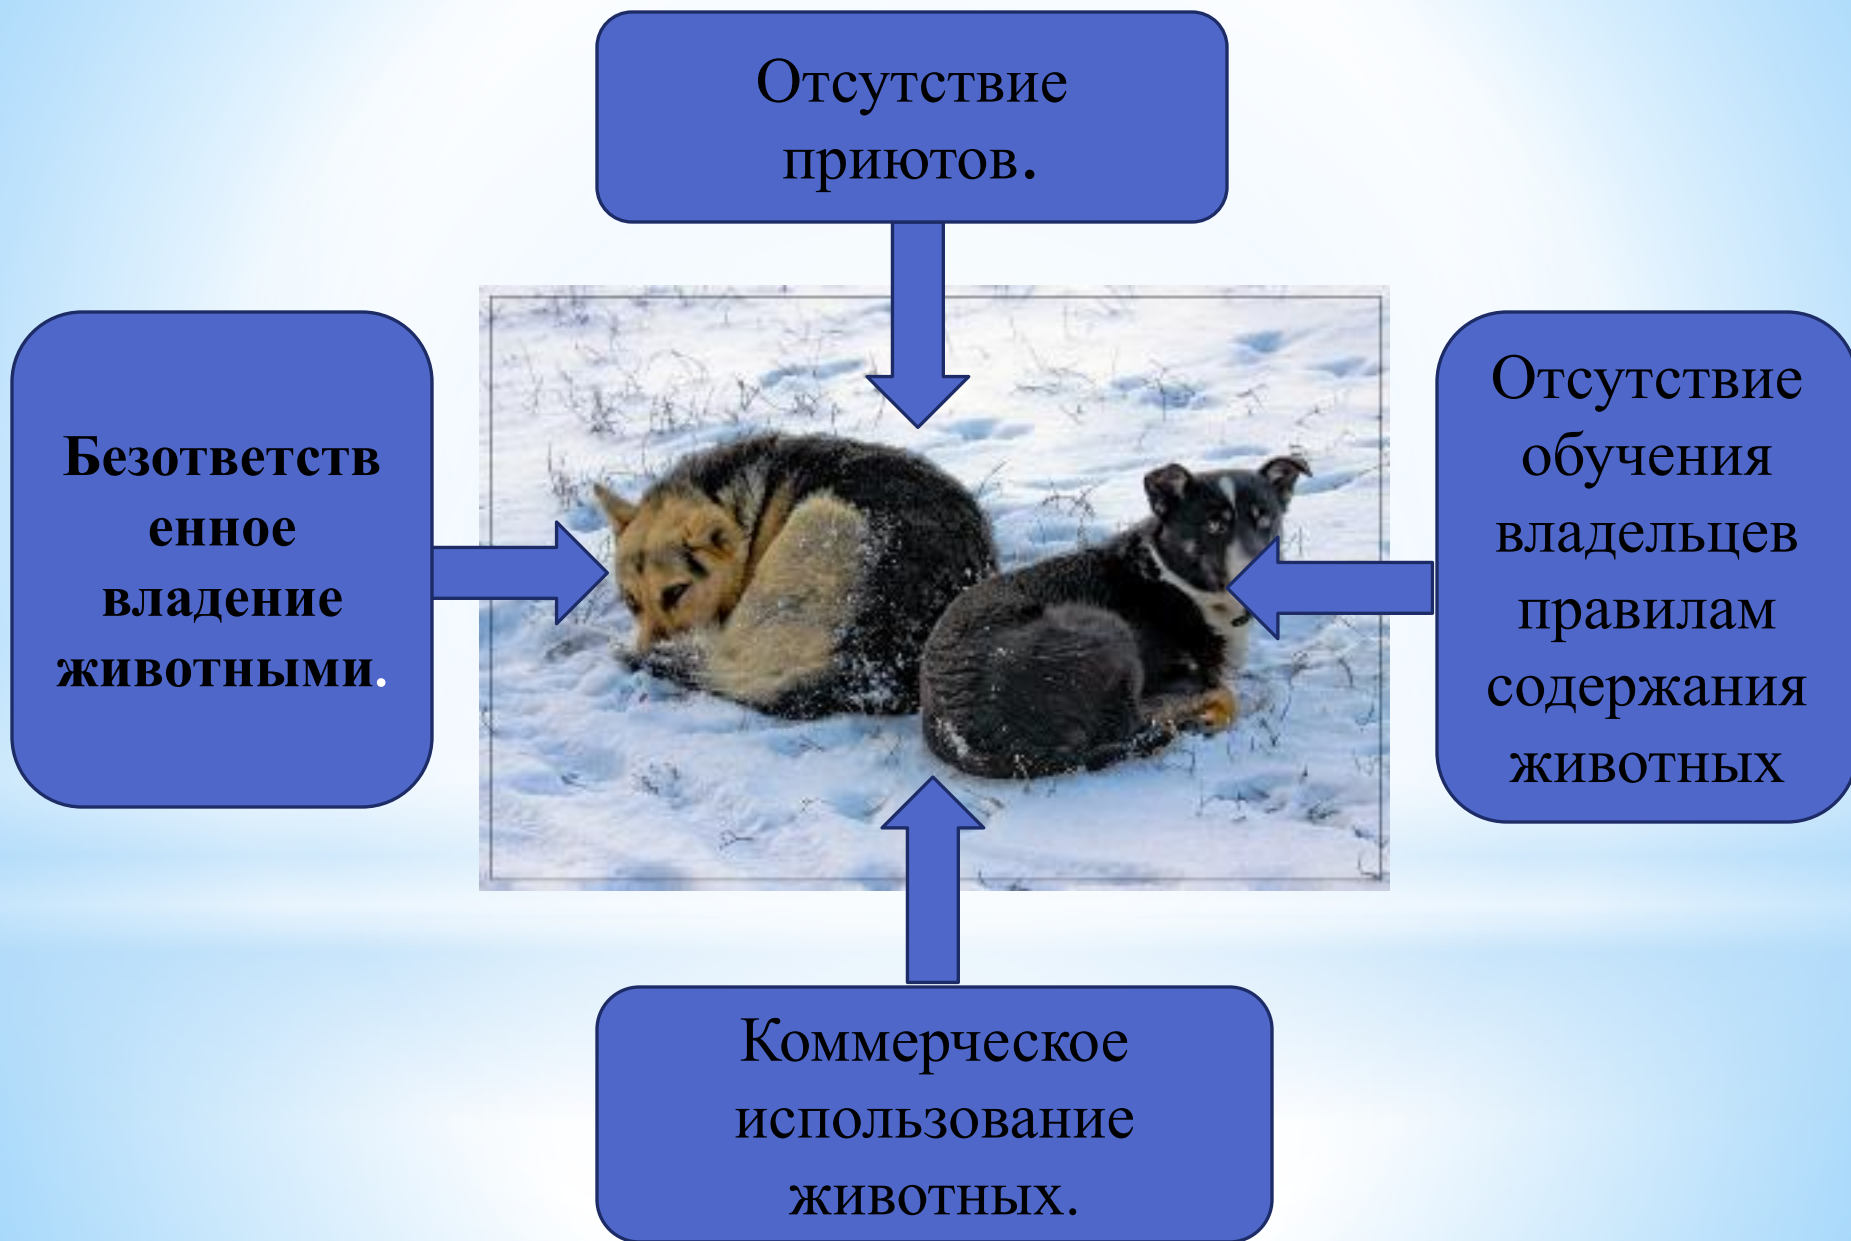 Отсутствие
приютов.
Безответств
енное
владение
животными.
Отсутствие
обучения
владельцев
правилам
содержания
животных
Коммерческое
использование
животных.